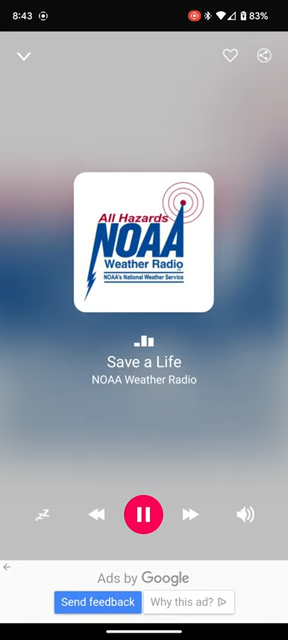 8:43
83%
All Hazards
NOAA
Weather Radio
NOAA's National Weather Service
Save a Life
NOAA Weather Radio
Ads by Google
Send feedback
Why this ad?